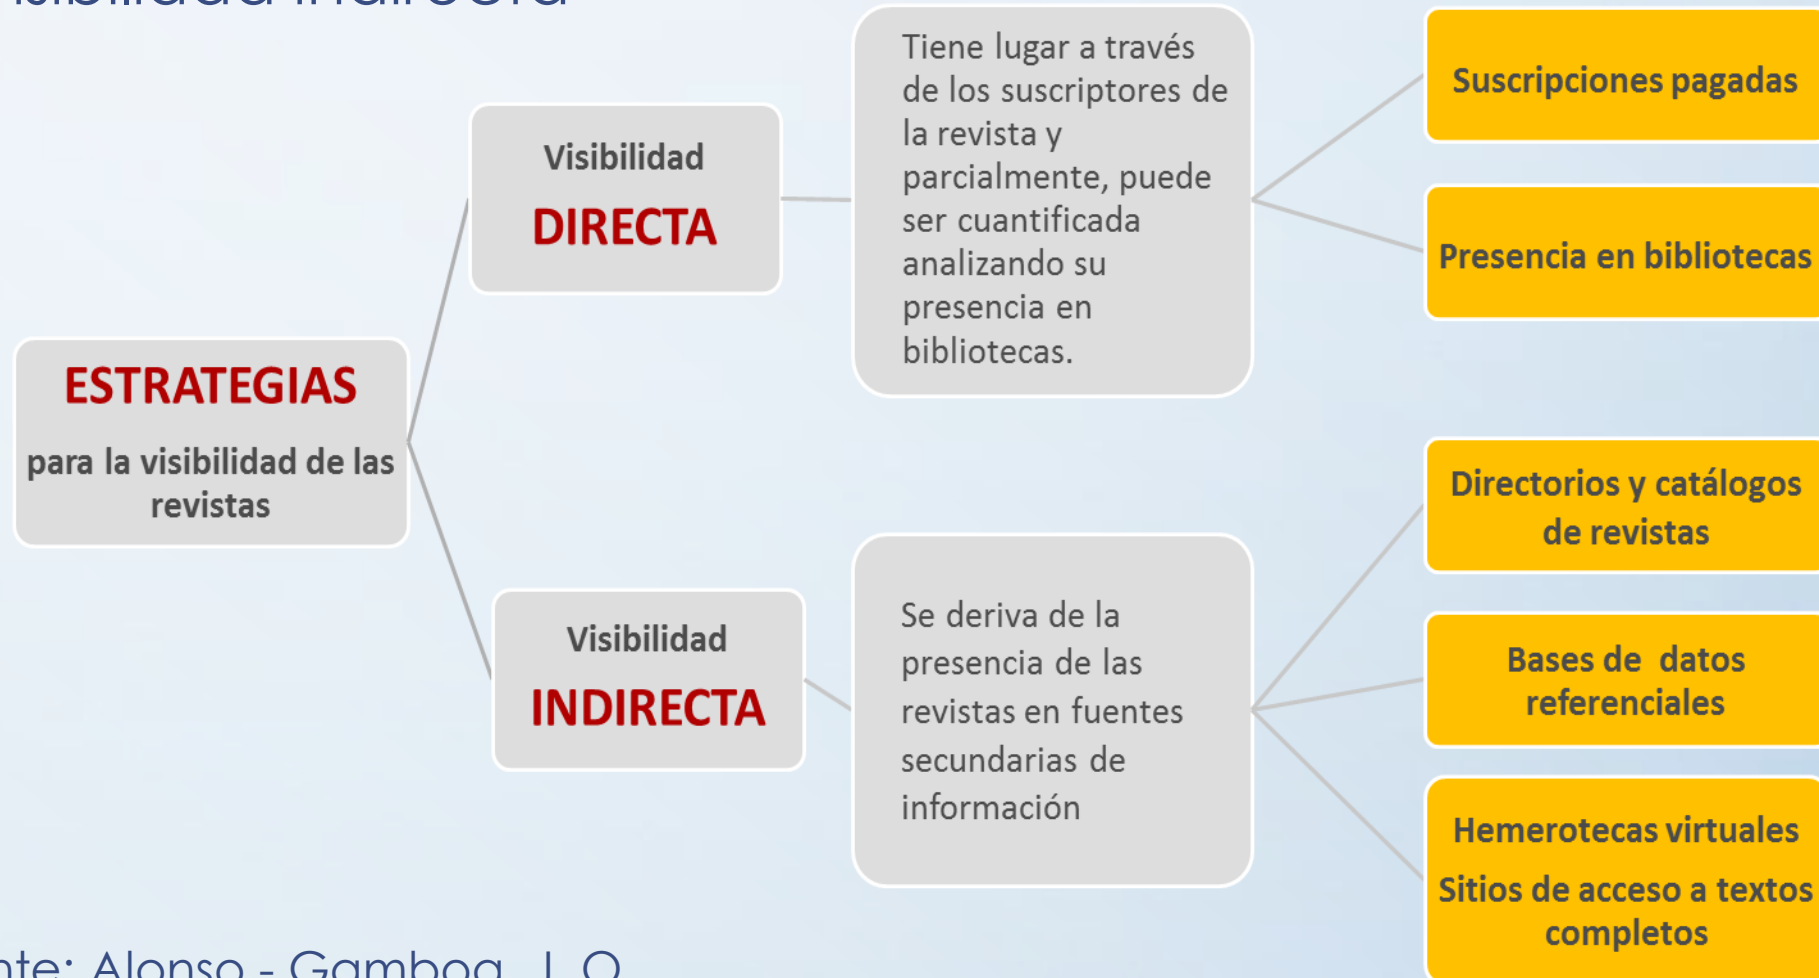 Visibilidad Indirecta
ESTRATEGIAS
para la visibilidad de las
revistas
Visibilidad
DIRECTA
Tiene lugar a través
de los suscriptores de
la revista y
parcialmente, puede
ser cuantificada
analizando su
presencia en
bibliotecas.
Suscripciones pagadas
Presencia en bibliotecas
Visibilidad
INDIRECTA
Se deriva de la
presencia de las
revistas en fuentes
secundarias de
información
Directorios y catálogos
de revistas
Bases de datos
referenciales
Hemerotecas virtuales
Sitios de acceso a textos
completos
nte: Alonso - Gamboa, J. O.